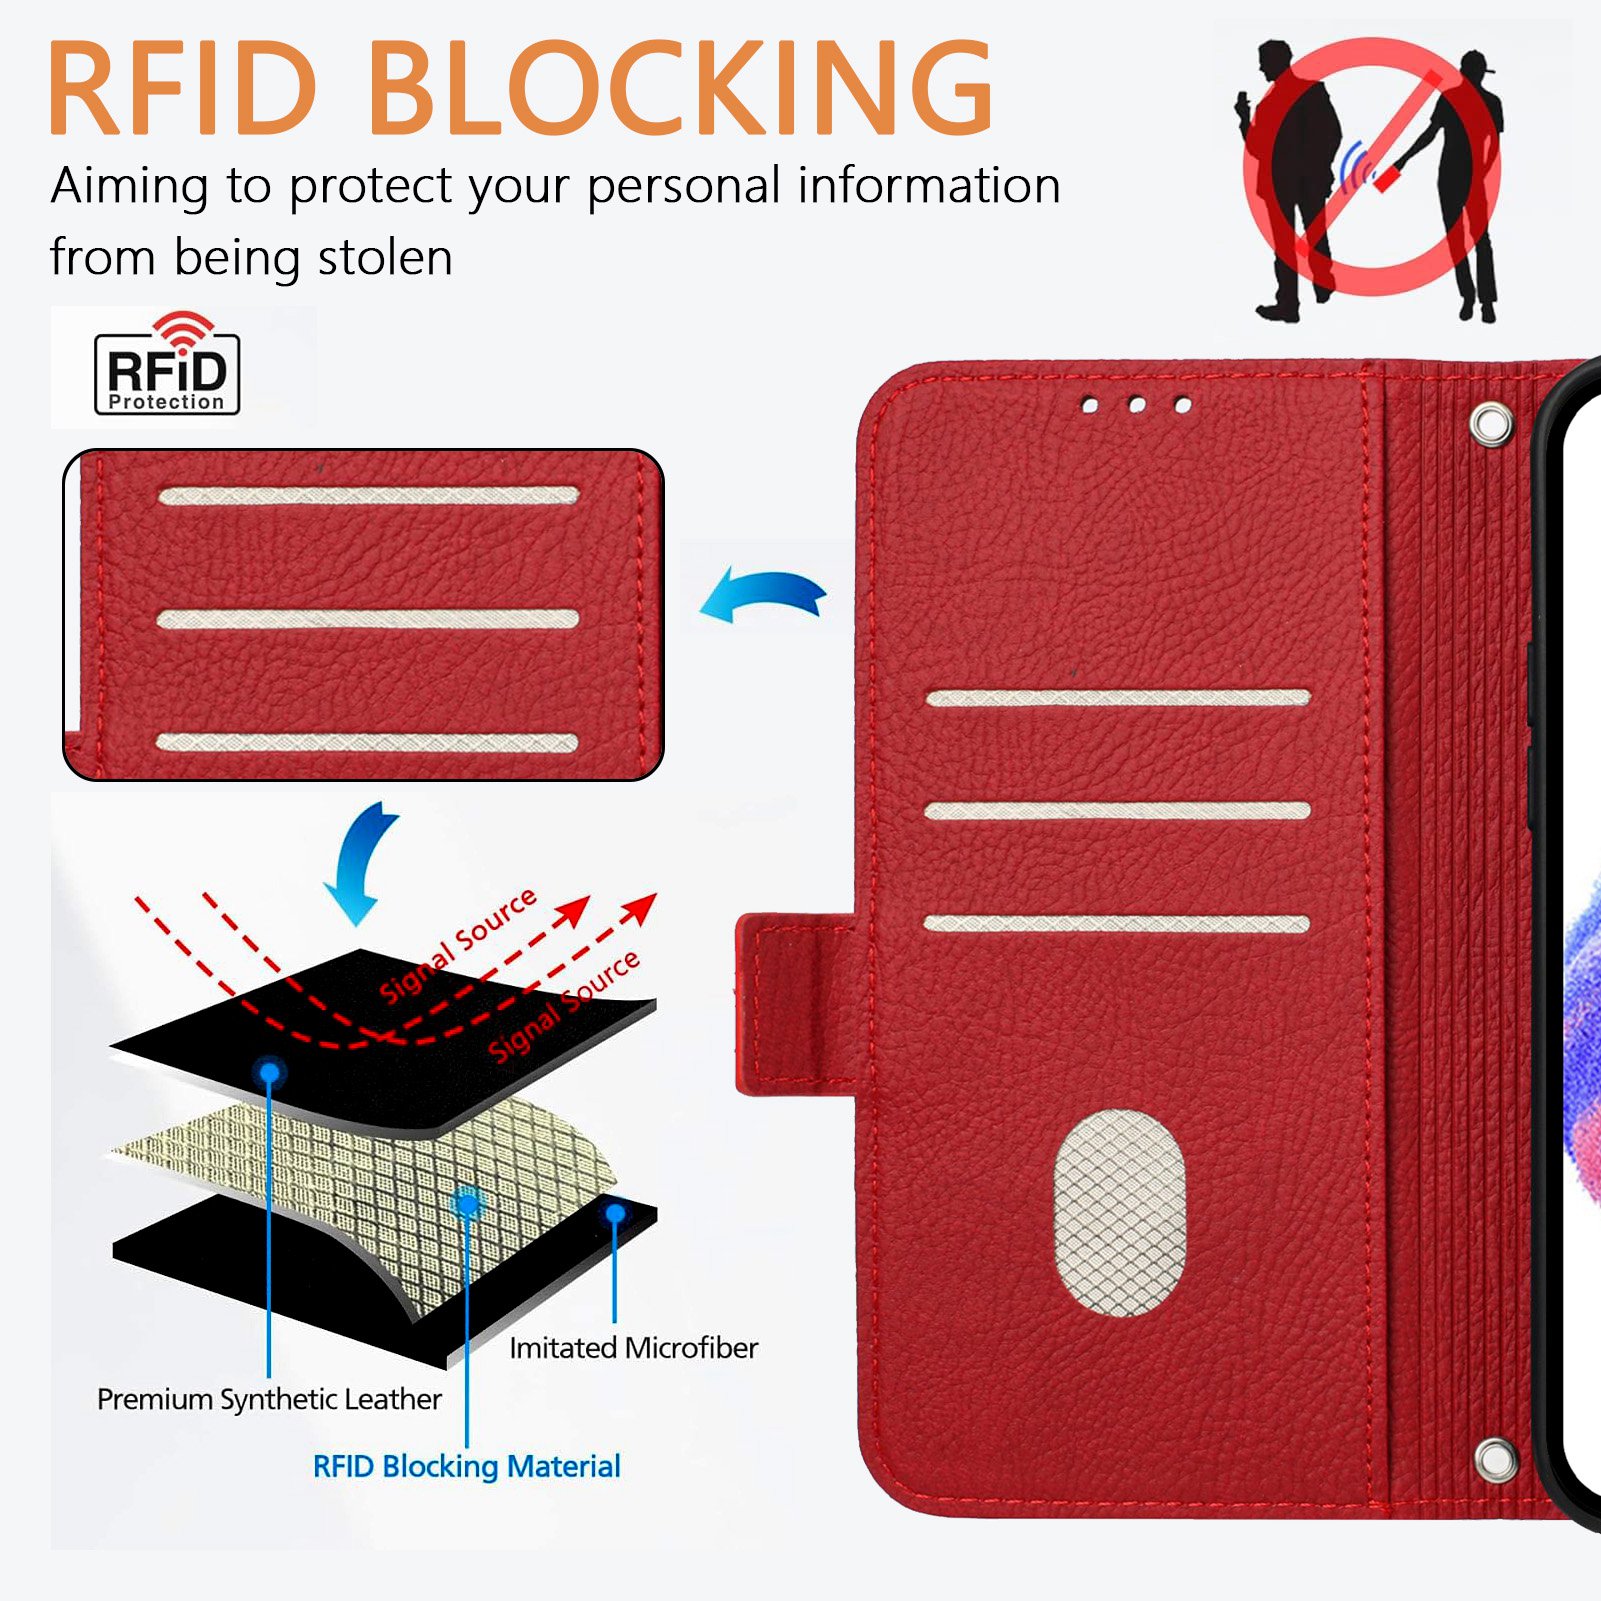 RFID BLOCKING
Aiming to protect your personal information
from being stolen
RFiD
Protection
Signal Source
Signal Source
Imitated Microfiber
Premium Synthetic Leather
RFID Blocking Material